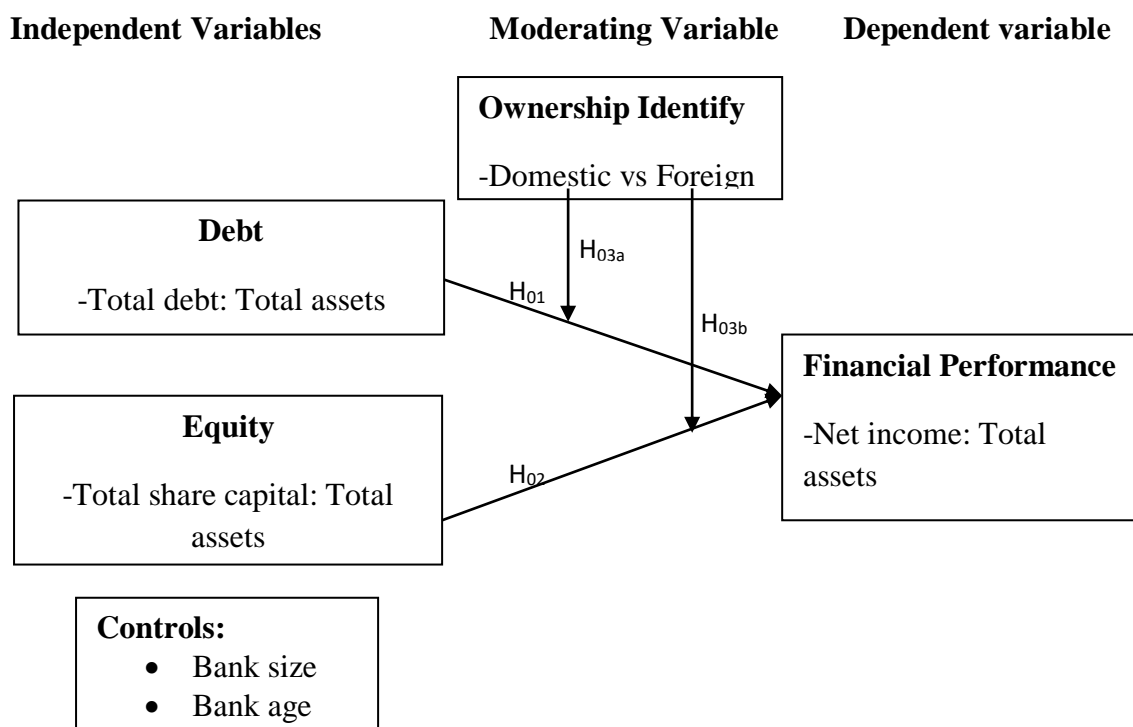 Independent Variables
Moderating Variable
Dependent variable
Ownership Identify
-Domestic vs Foreign
Debt
-Total debt: Total assets
H03a
H01
H03b
Financial Performance
-Net income: Total
assets
Equity
-Total share capital: Total
assets
H02
Controls:
• Bank size
• Bank age